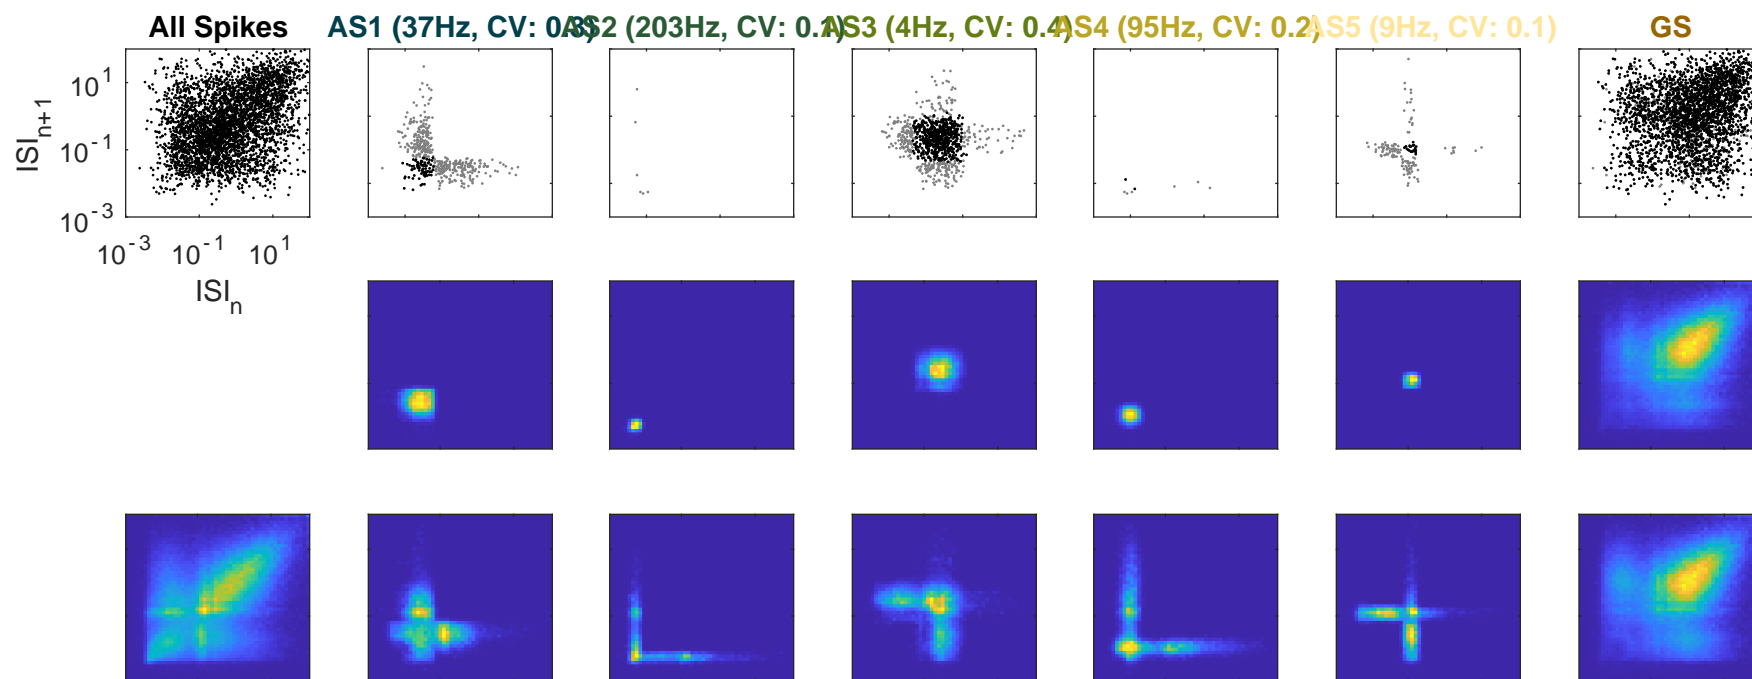 All Spikes
AS1 (37Hz, CV: 0.3)
AS2 (203Hz, CV: 0.1)
AS3 (4Hz, CV: 0.4)
AS4 (95Hz, CV: 0.2)
AS5 (9Hz, CV: 0.1)
GS
ISI_{n+1}
10^1
10^{-1}
10^{-3}
10^{-3} 10^{-1} 10^1
ISI_n